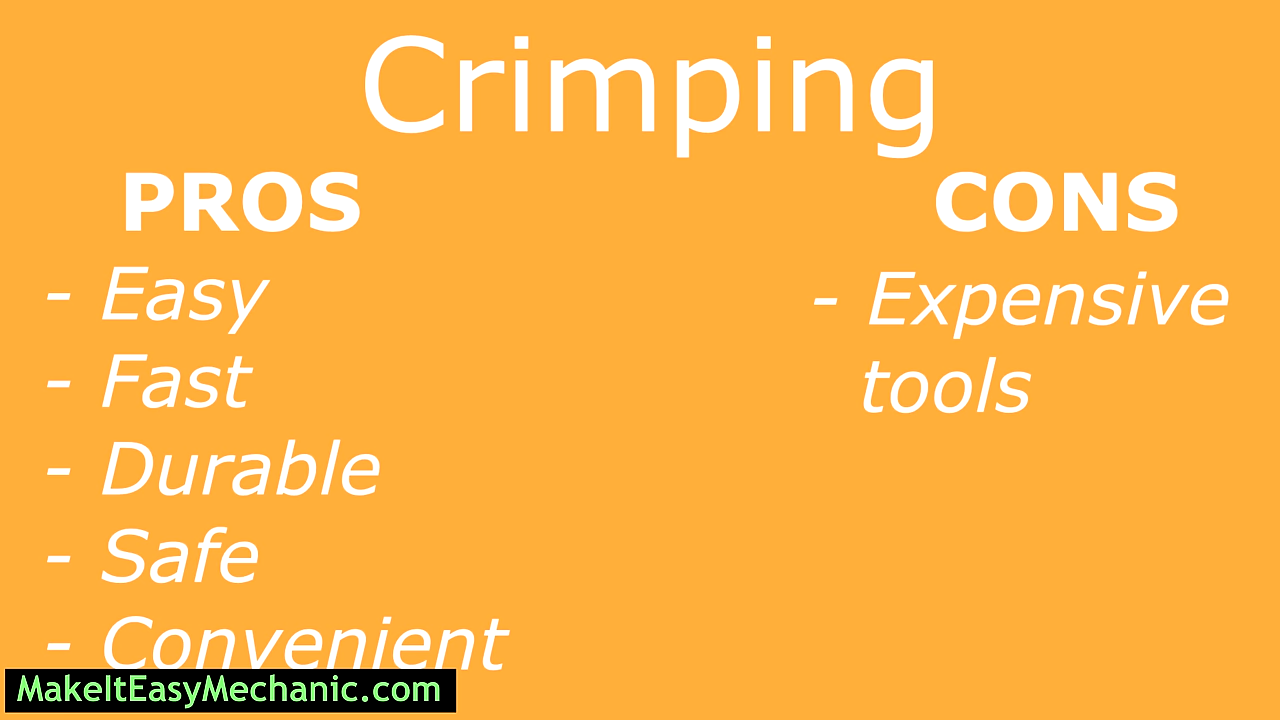 Crimping
PROS
- Easy
- Fast
- Durable
- Safe
- Convenient
CONS
- Expensive
tools
MakeItEasyMechanic.com